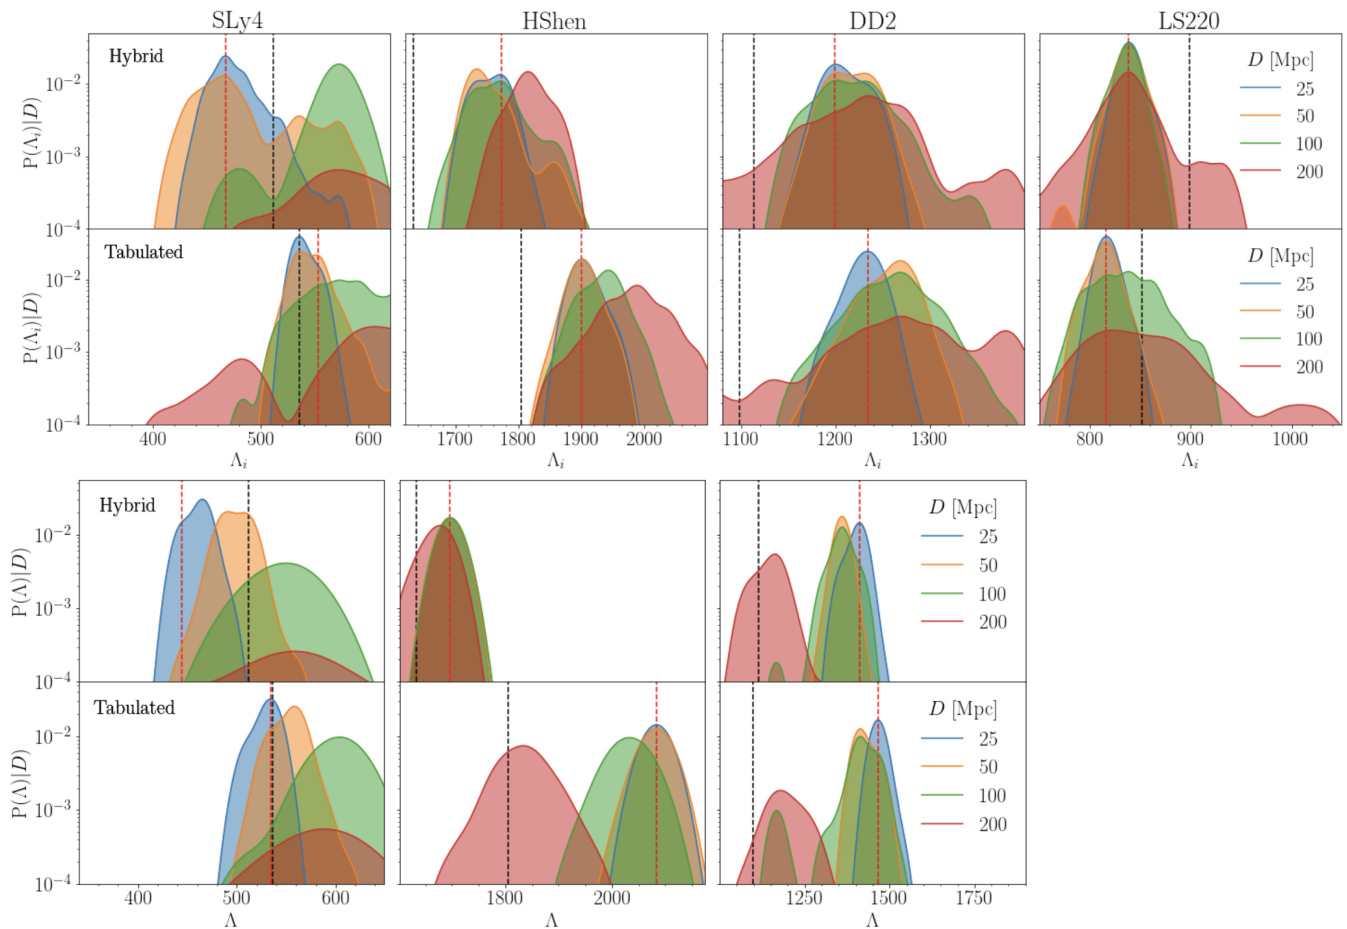 SLy4 HShen DD2 LS220
Hybrid
P(Λᵢ)|D)
10⁻²
10⁻³
10⁻⁴
D [Mpc]
25
50
100
200
Tabulated
P(Λᵢ)|D)
10⁻²
10⁻³
10⁻⁴
D [Mpc]
25
50
100
200
400 500 600 1700 1800 1900 2000 1100 1200 1300 800 900 1000
Λᵢ Λᵢ Λᵢ Λᵢ
Hybrid
P(Λ)|D)
10⁻²
10⁻³
10⁻⁴
D [Mpc]
25
50
100
200
Tabulated
P(Λ)|D)
10⁻²
10⁻³
10⁻⁴
D [Mpc]
25
50
100
200
400 500 600 1800 2000 1250 1500 1750
Λ Λ Λ